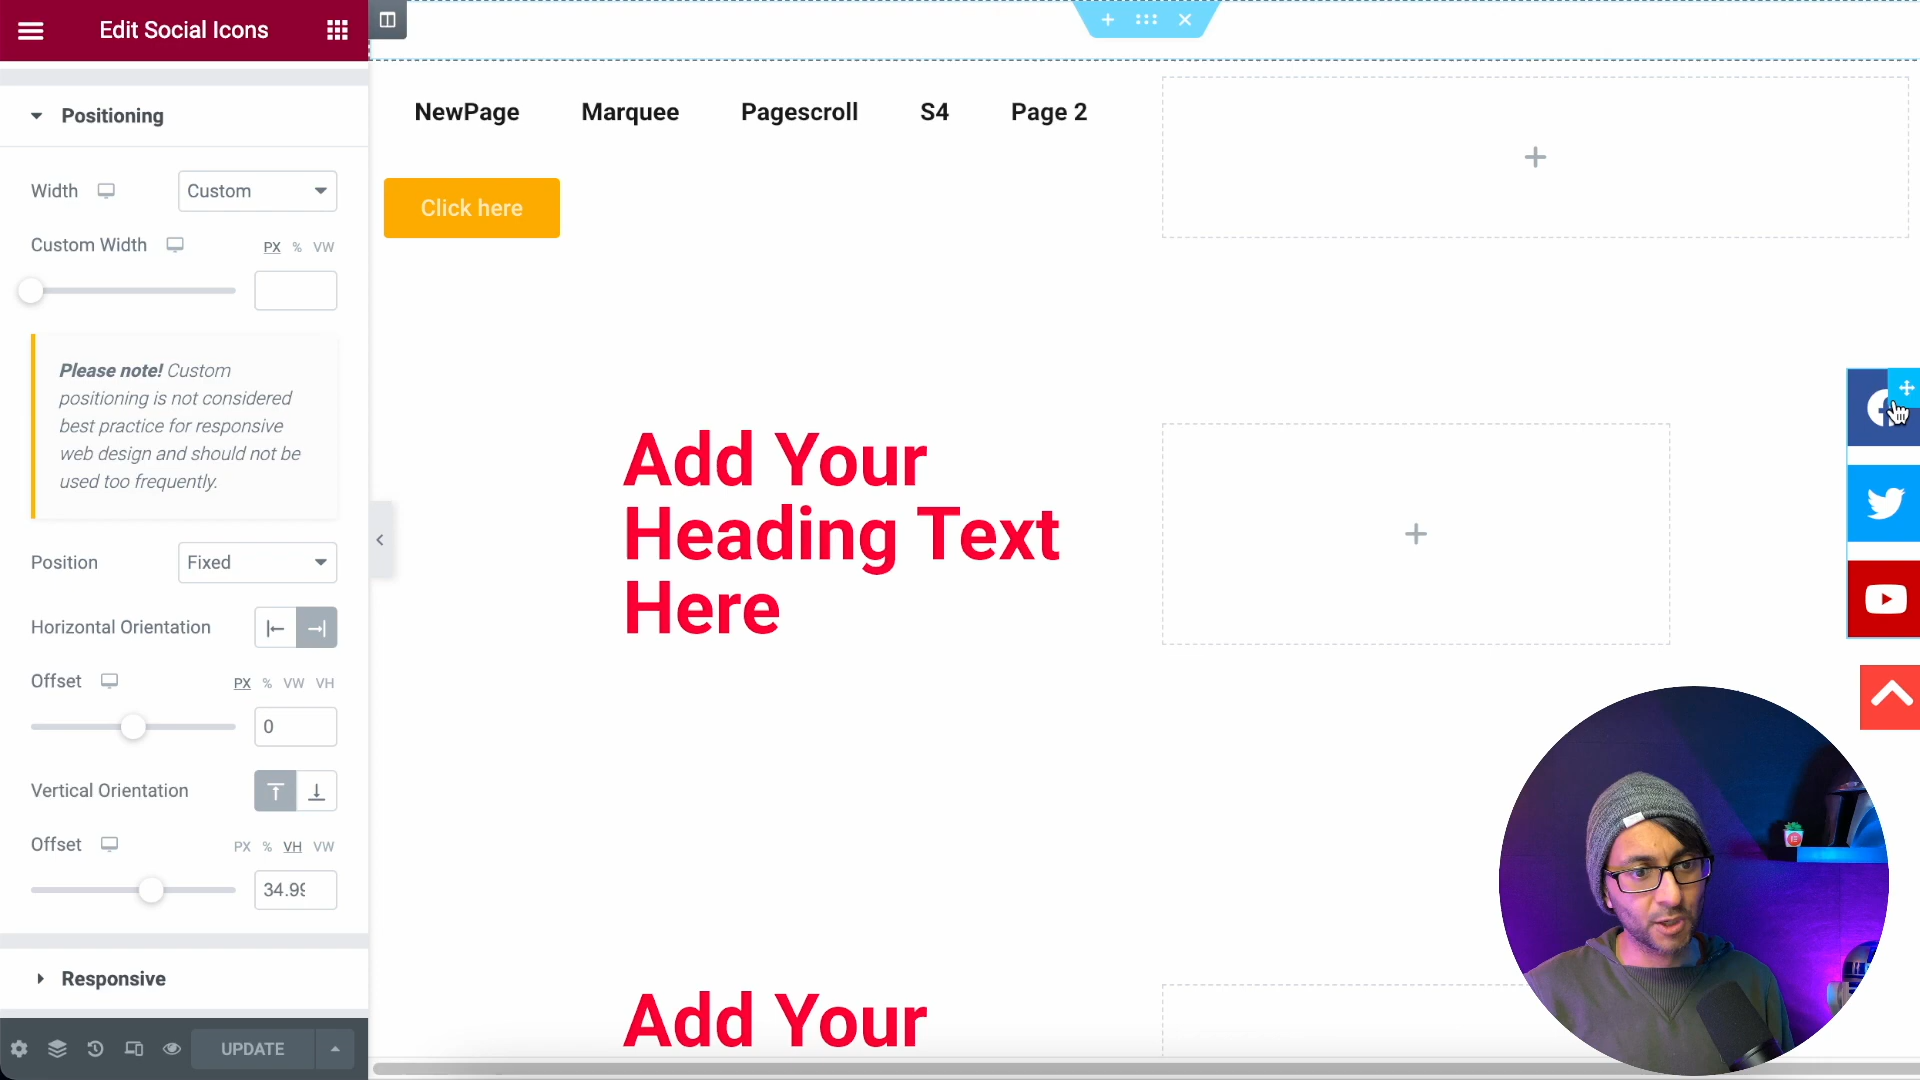 Edit Social Icons
Positioning
Width
Custom
Custom Width
PX % VW
Please note! Custom
positioning is not considered
best practice for responsive
web design and should not be
used too frequently.
Position
Fixed
Horizontal Orientation
Offset
PX % VW VH
0
Vertical Orientation
Offset
PX % VH VW
34.99
Responsive
UPDATE
NewPage Marquee Pagescroll S4 Page 2
Click here
Add Your
Heading Text
Here
Add Your